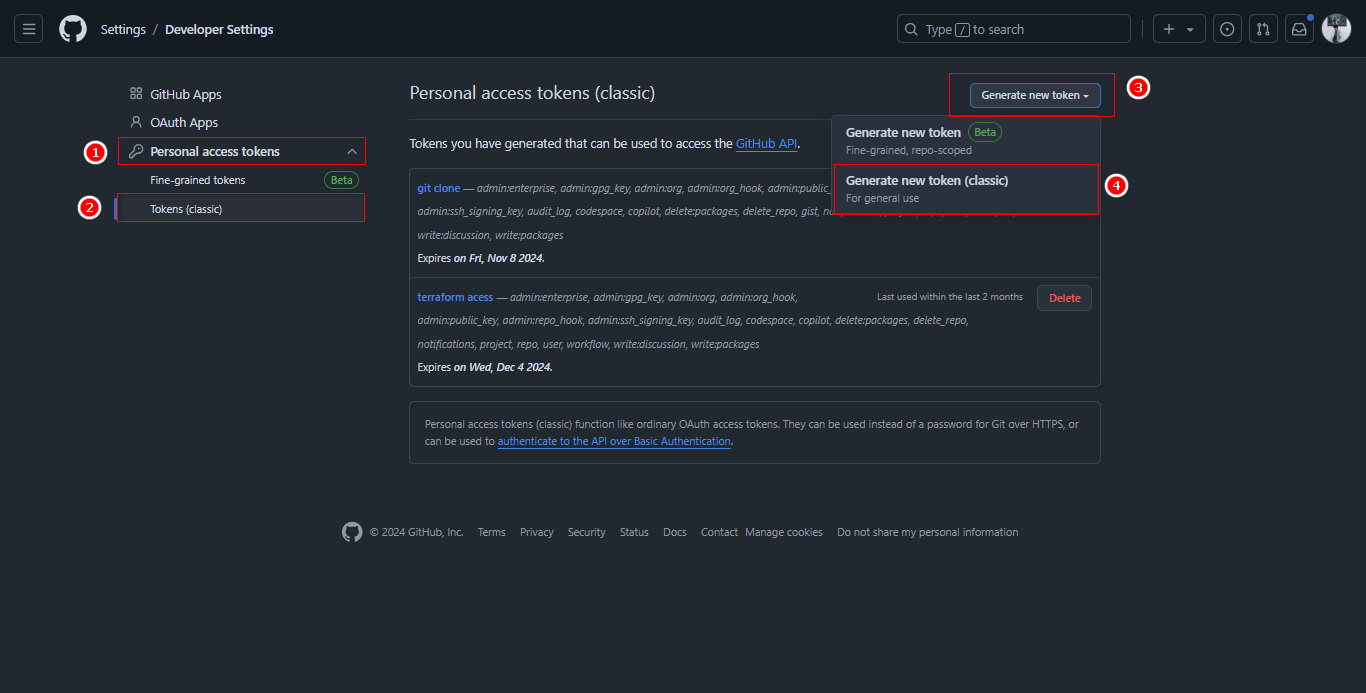 Settings / Developer Settings
Type / to search
GitHub Apps
OAuth Apps
1
Personal access tokens
Fine-grained tokens Beta
2
Tokens (classic)
Personal access tokens (classic)
Generate new token
3
Generate new token Beta
Fine-grained, repo-scoped
Generate new token (classic)
4
For general use
Tokens you have generated that can be used to access the GitHub API.
git clone — admin:enterprise, admin:gpg_key, admin:org, admin:org_hook, admin:public_
admin:ssh_signing_key, audit_log, codespace, copilot, delete:packages, delete_repo, gist,
write:discussion, write:packages
Expires on Fri, Nov 8 2024.
terraform acess — admin:enterprise, admin:gpg_key, admin:org, admin:org_hook,
Last used within the last 2 months
Delete
admin:public_key, admin:repo_hook, admin:ssh_signing_key, audit_log, codespace, copilot, delete:packages, delete_repo,
notifications, project, repo, user, workflow, write:discussion, write:packages
Expires on Wed, Dec 4 2024.
Personal access tokens (classic) function like ordinary OAuth access tokens. They can be used instead of a password for Git over HTTPS, or
can be used to authenticate to the API over Basic Authentication.
© 2024 GitHub, Inc. Terms Privacy Security Status Docs Contact Manage cookies Do not share my personal information